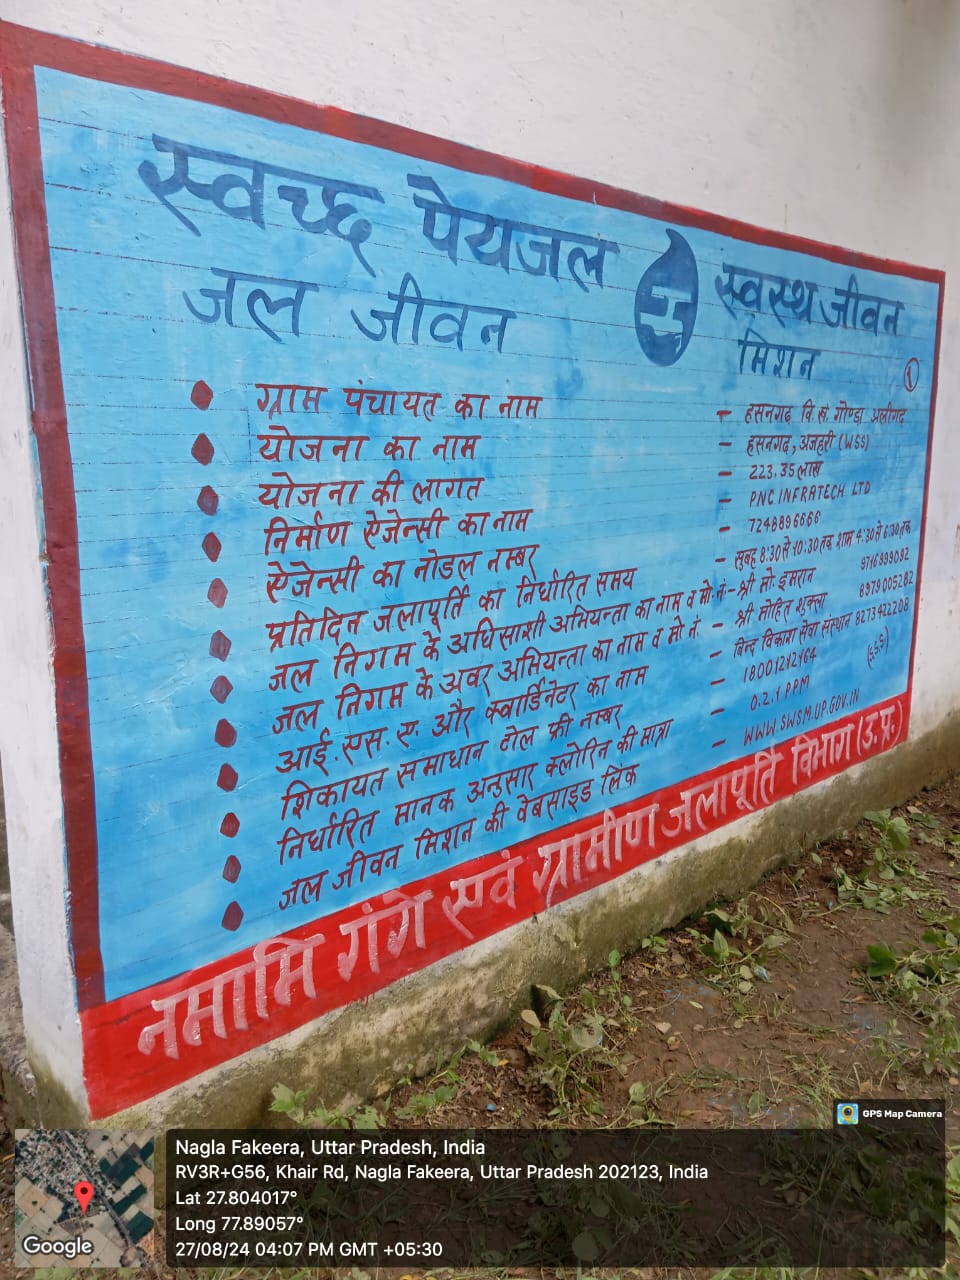 स्वच्छ पेयजल स्वस्थ जीवन
जल जीवन मिशन
1
ग्राम पंचायत का नाम – हसनगढ़ वि. खं. गोण्डा अलीगढ़
योजना का नाम – हसनगढ़, अजहरी (WSS)
योजना की लागत – 223.35 लाख
निर्माण ऐजेन्सी का नाम – PNC INFRATECH LTD
ऐजेन्सी का नोडल नम्बर – 7248896666
प्रतिदिन जलापूर्ति का निर्धारित समय – सुबह 8:30 से 10:30 तक शाम 4:30 से 6:30 तक
जल निगम के अधिसाशी अभियन्ता का नाम व मो. नं. – श्री मो. इमरान 9716999092
जल निगम के अवर अभियन्ता का नाम व मो. नं. – श्री मोहित शुक्ला 8979005282
आई. एस. ए. और क्वार्डिनेटर का नाम – बिन्द विकाश सेवा संस्थान 8273422208
शिकायत समाधान टोल फ्री नम्बर – 18001212164
निर्धारित मानक अनुसार क्लोरिन की मात्रा – 0.2.1 PPM
जल जीवन मिशन की वेबसाइड लिंक – WWW.SWSM.UP.GOV.IN
नमामि गंगे एवं ग्रामीण जलापूर्ति विभाग (उ.प्र.)
GPS Map Camera
Nagla Fakeera, Uttar Pradesh, India
RV3R+G56, Khair Rd, Nagla Fakeera, Uttar Pradesh 202123, India
Lat 27.804017°
Long 77.89057°
27/08/24 04:07 PM GMT +05:30
Google